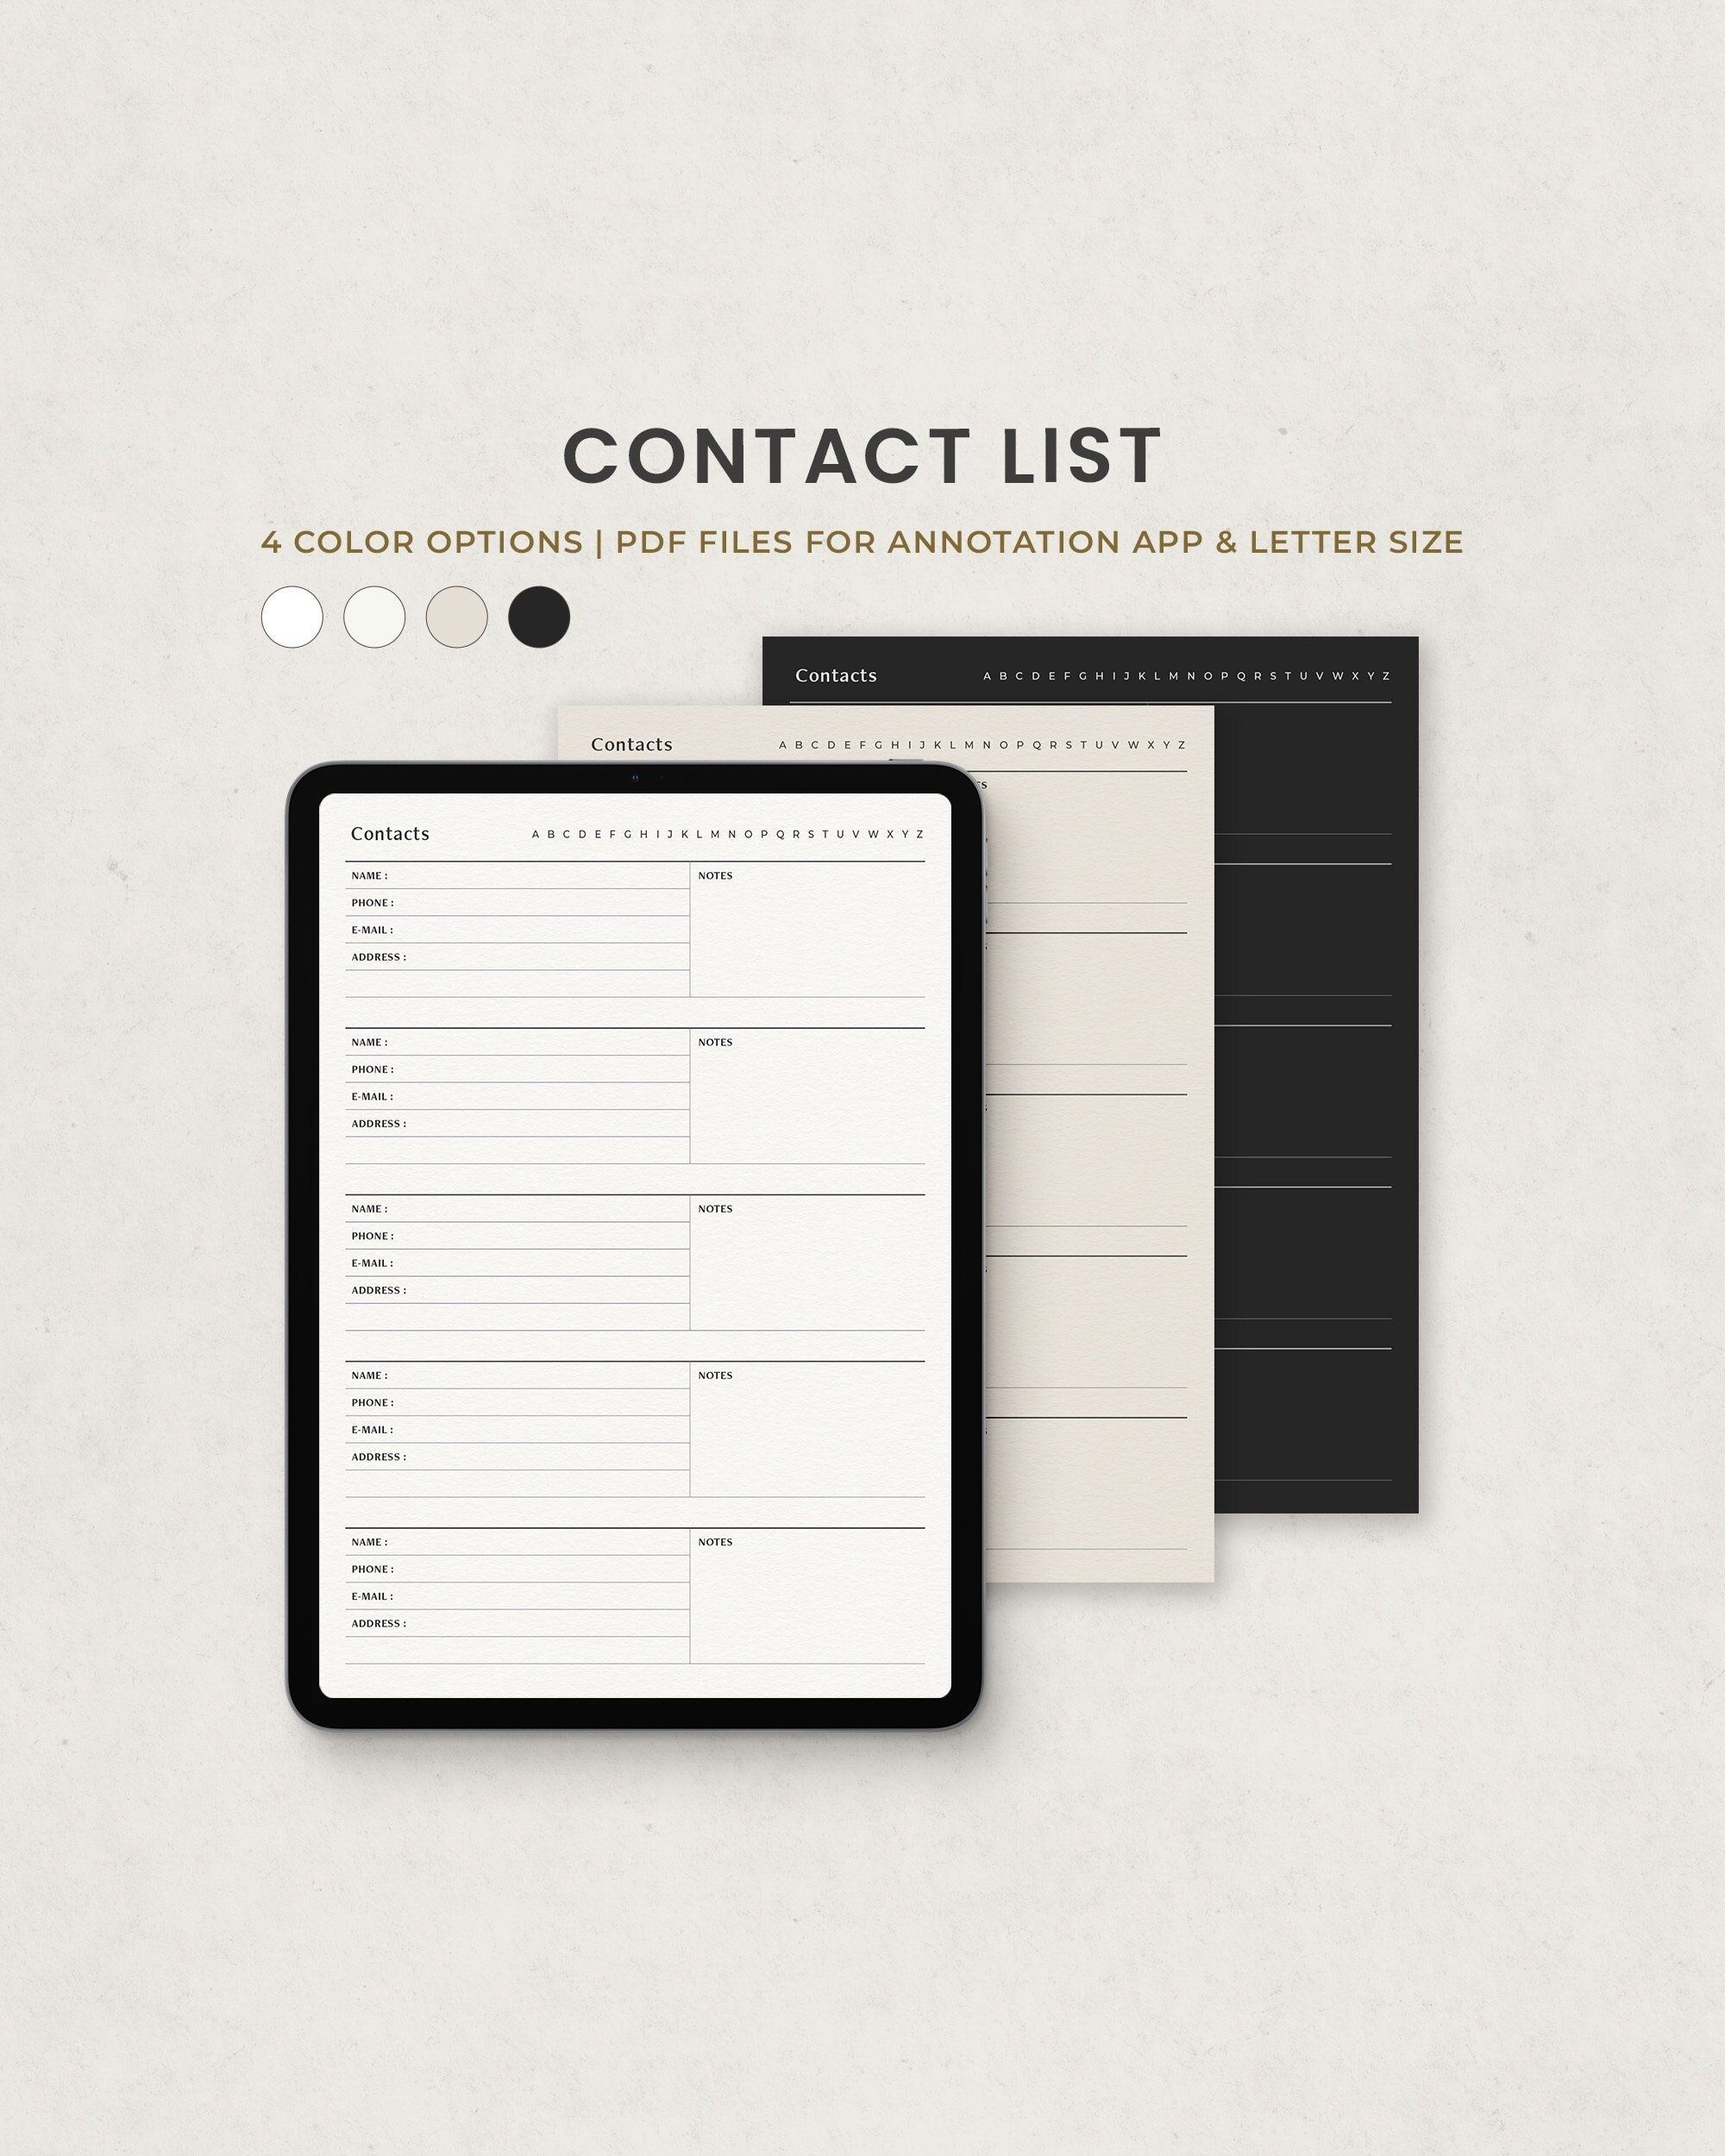 CONTACT LIST
4 COLOR OPTIONS | PDF FILES FOR ANNOTATION APP & LETTER SIZE
Contacts A B C D E F G H I J K L M N O P Q R S T U V W X Y Z
Contacts A B C D E F G H I J K L M N O P Q R S T U V W X Y Z
Contacts A B C D E F G H I J K L M N O P Q R S T U V W X Y Z
NAME : NOTES
PHONE :
E-MAIL :
ADDRESS :
NAME : NOTES
PHONE :
E-MAIL :
ADDRESS :
NAME : NOTES
PHONE :
E-MAIL :
ADDRESS :
NAME : NOTES
PHONE :
E-MAIL :
ADDRESS :
NAME : NOTES
PHONE :
E-MAIL :
ADDRESS :